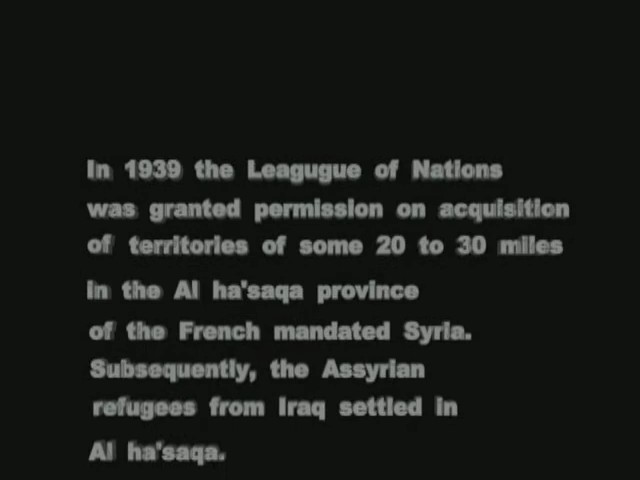 In 1939 the Leagugue of Nations
was granted permission on acquisition
of territories of some 20 to 30 miles
in the Al ha'saqa province
of the French mandated Syria.
Subsequently, the Assyrian
refugees from Iraq settled in
Al ha'saqa.